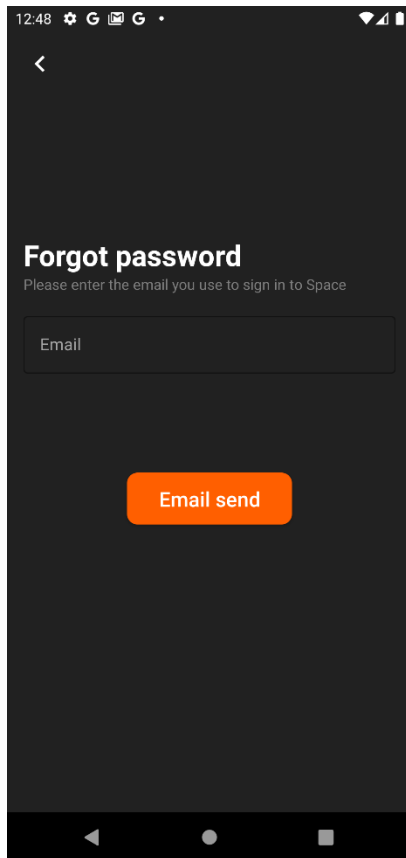 12:48 G G
Forgot password
Please enter the email you use to sign in to Space
Email
Email send